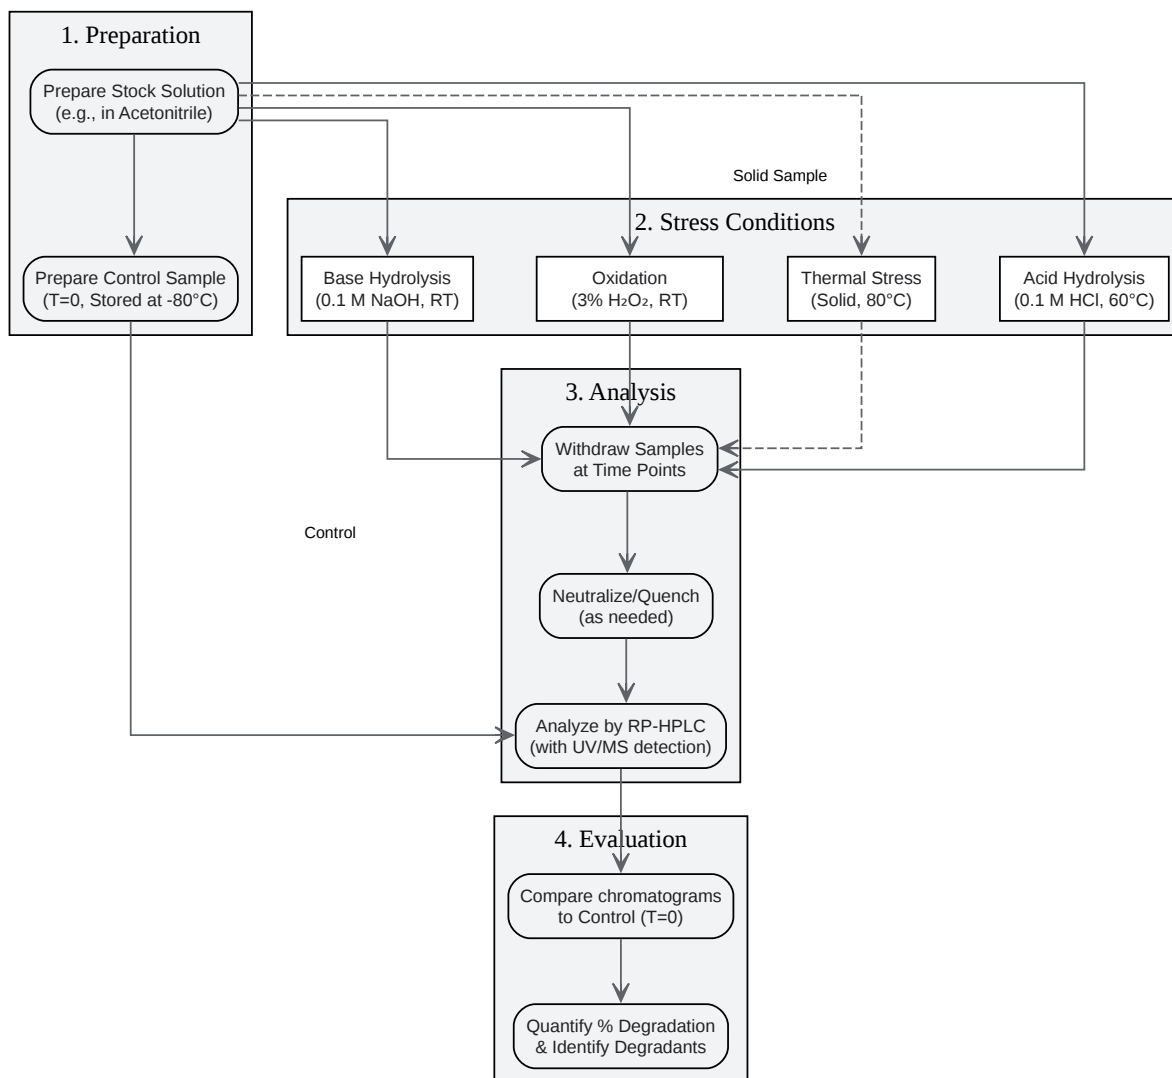 1. Preparation
Prepare Stock Solution
(e.g., in Acetonitrile)
Prepare Control Sample
(T=0, Stored at -80°C)
Solid Sample
2. Stress Conditions
Base Hydrolysis
(0.1 M NaOH, RT)
Oxidation
(3% H₂O₂, RT)
Thermal Stress
(Solid, 80°C)
Acid Hydrolysis
(0.1 M HCl, 60°C)
3. Analysis
Withdraw Samples
at Time Points
Control
Neutralize/Quench
(as needed)
Analyze by RP-HPLC
(with UV/MS detection)
4. Evaluation
Compare chromatograms
to Control (T=0)
Quantify % Degradation
& Identify Degradants